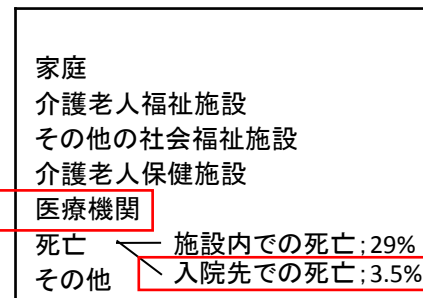 家庭
介護老人福祉施設
その他の社会福祉施設
介護老人保健施設
医療機関
死亡 施設内での死亡;29%
その他 入院先での死亡;3.5%